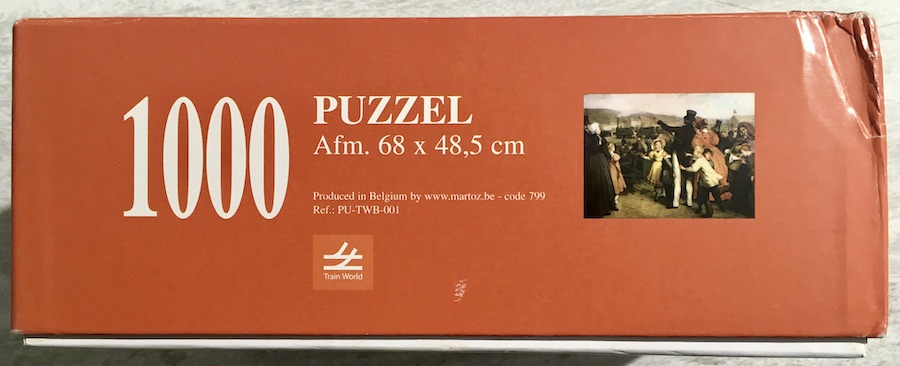 1000
PUZZEL
Afm. 68 x 48,5 cm
Produced in Belgium by www.martoz.be - code 799
Ref.: PU-TWB-001
Train World